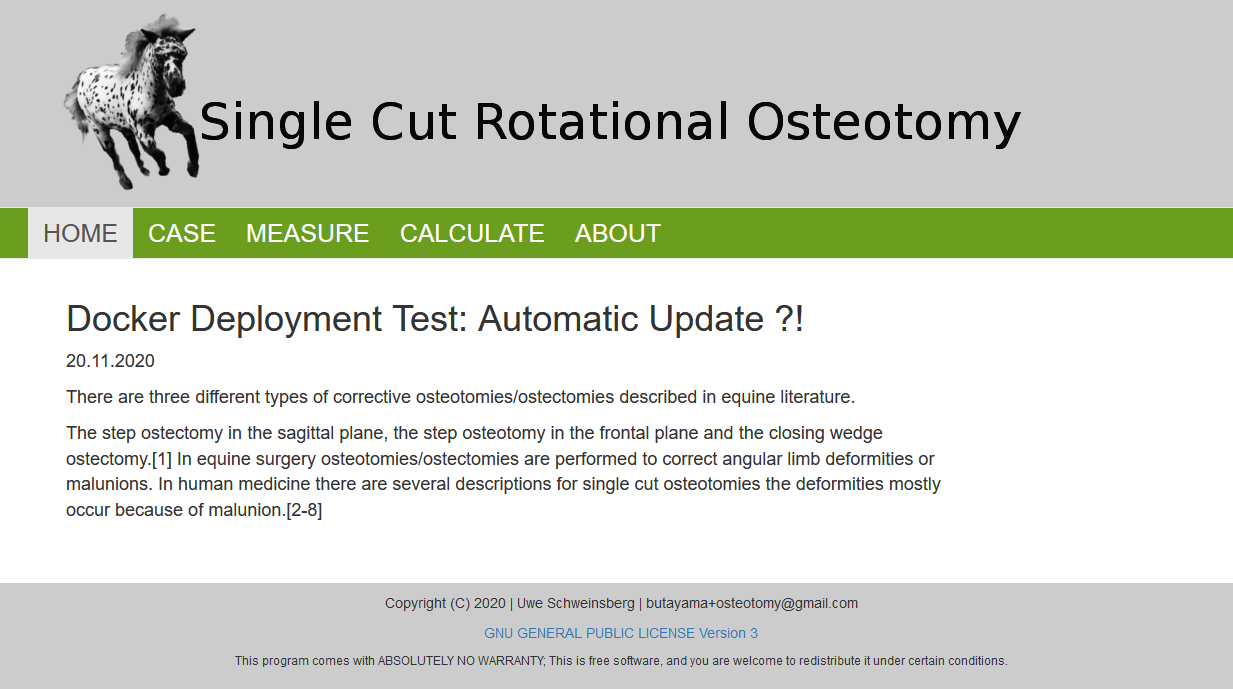 Single Cut Rotational Osteotomy
HOME CASE MEASURE CALCULATE ABOUT
Docker Deployment Test: Automatic Update ?!
20.11.2020
There are three different types of corrective osteotomies/ostectomies described in equine literature.
The step ostectomy in the sagittal plane, the step osteotomy in the frontal plane and the closing wedge
ostectomy.[1] In equine surgery osteotomies/ostectomies are performed to correct angular limb deformities or
malunions. In human medicine there are several descriptions for single cut osteotomies the deformities mostly
occur because of malunion.[2-8]
Copyright (C) 2020 | Uwe Schweinsberg | butayama+osteotomy@gmail.com
GNU GENERAL PUBLIC LICENSE Version 3
This program comes with ABSOLUTELY NO WARRANTY; This is free software, and you are welcome to redistribute it under certain conditions.